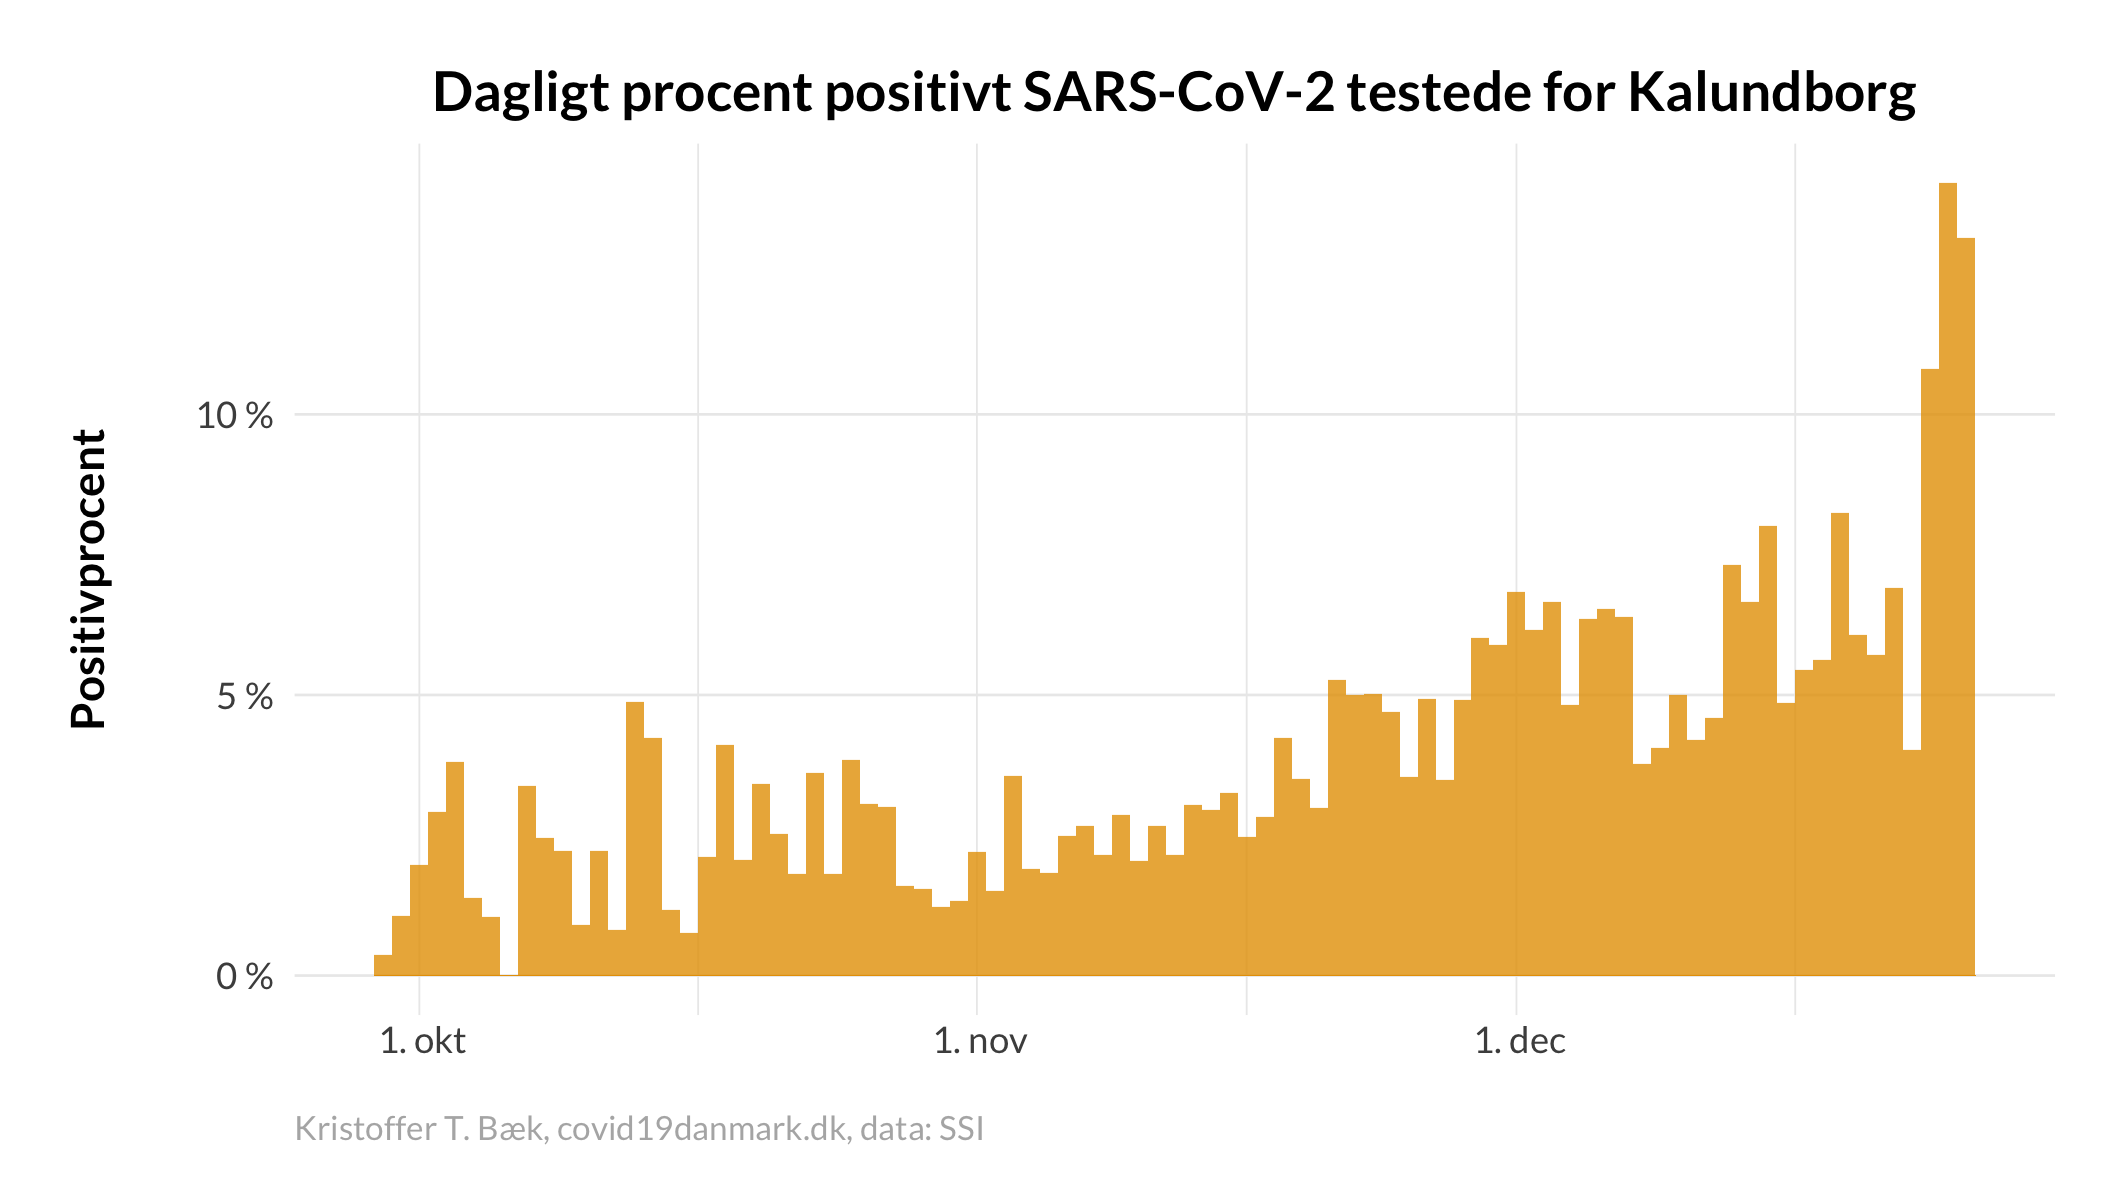 Dagligt procent positivt SARS-CoV-2 testede for Kalundborg
Positivprocent
10 %
5 %
0 %
1. okt
1. nov
1. dec
Kristoffer T. Bæk, covid19danmark.dk, data: SSI